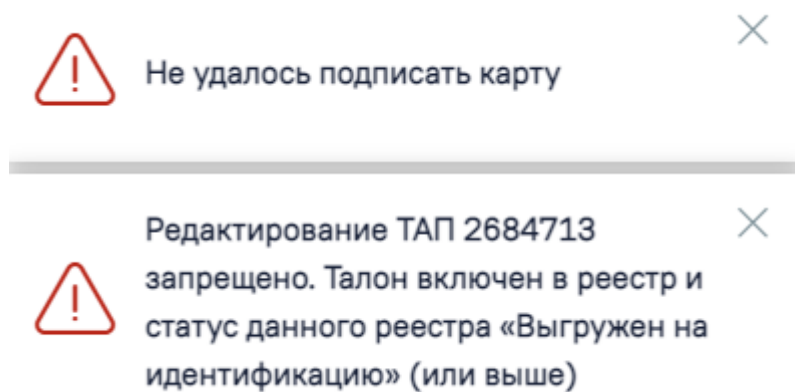 Не удалось подписать карту
Редактирование ТАП 2684713
запрещено. Талон включен в реестр и
статус данного реестра «Выгружен на
идентификацию» (или выше)